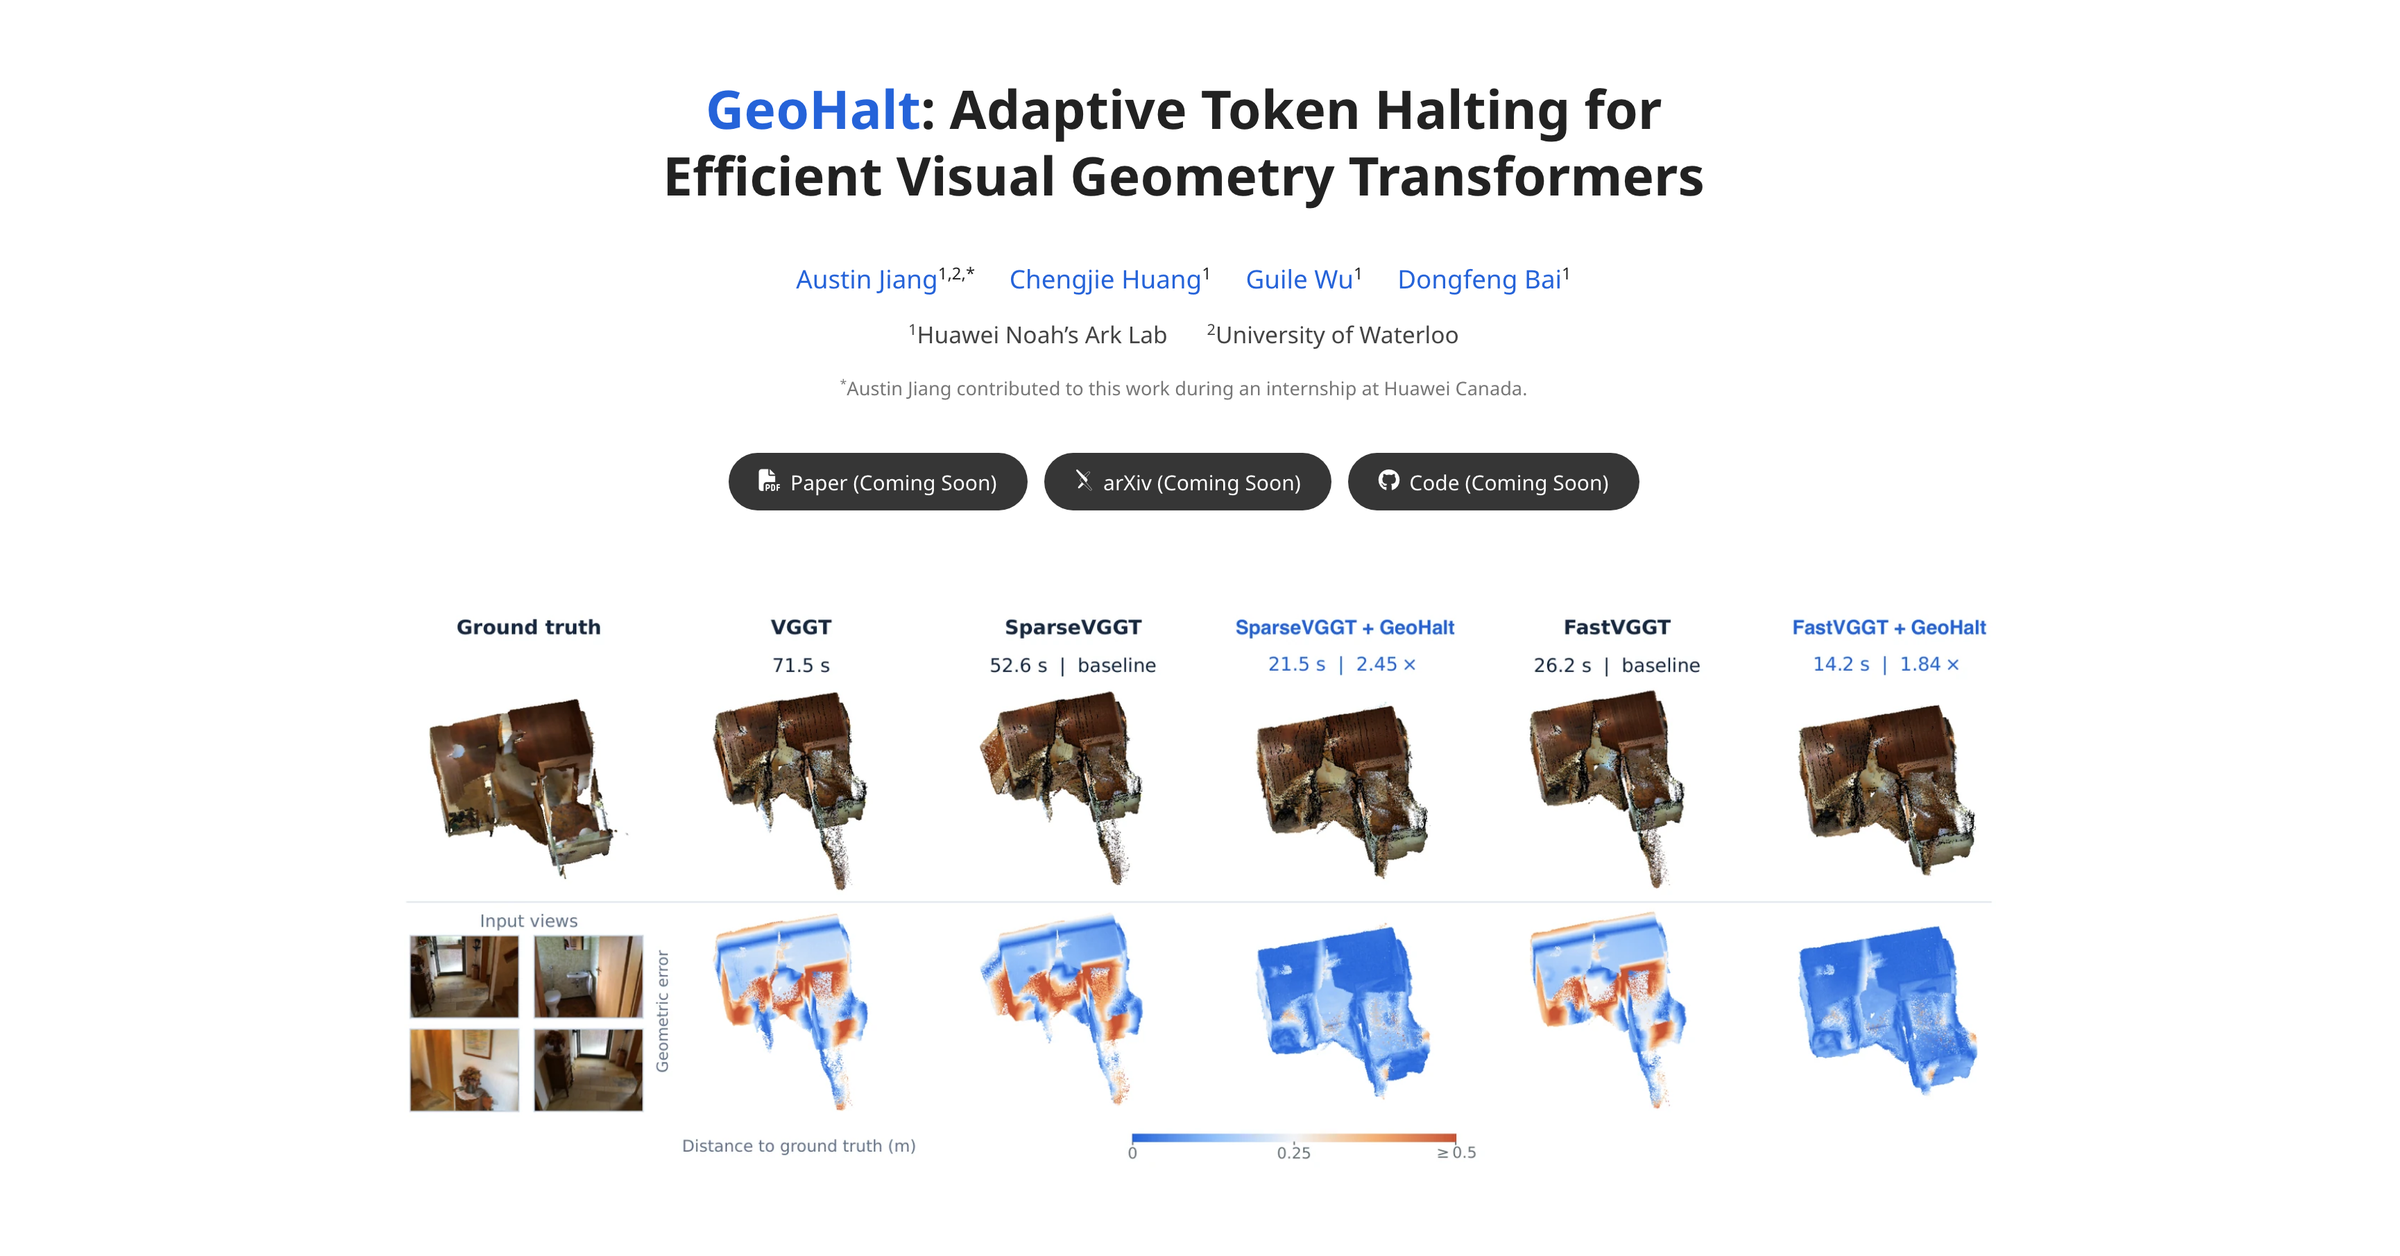 GeoHalt: Adaptive Token Halting for
Efficient Visual Geometry Transformers
Austin Jiang1,2,* Chengjie Huang1 Guile Wu1 Dongfeng Bai1
1Huawei Noah’s Ark Lab 2University of Waterloo
*Austin Jiang contributed to this work during an internship at Huawei Canada.
PDF Paper (Coming Soon) arXiv (Coming Soon) Code (Coming Soon)
Ground truth VGGT SparseVGGT SparseVGGT + GeoHalt FastVGGT FastVGGT + GeoHalt
71.5 s 52.6 s | baseline 21.5 s | 2.45 × 26.2 s | baseline 14.2 s | 1.84 ×
Input views
Geometric error
Distance to ground truth (m)
0 0.25 ≥ 0.5